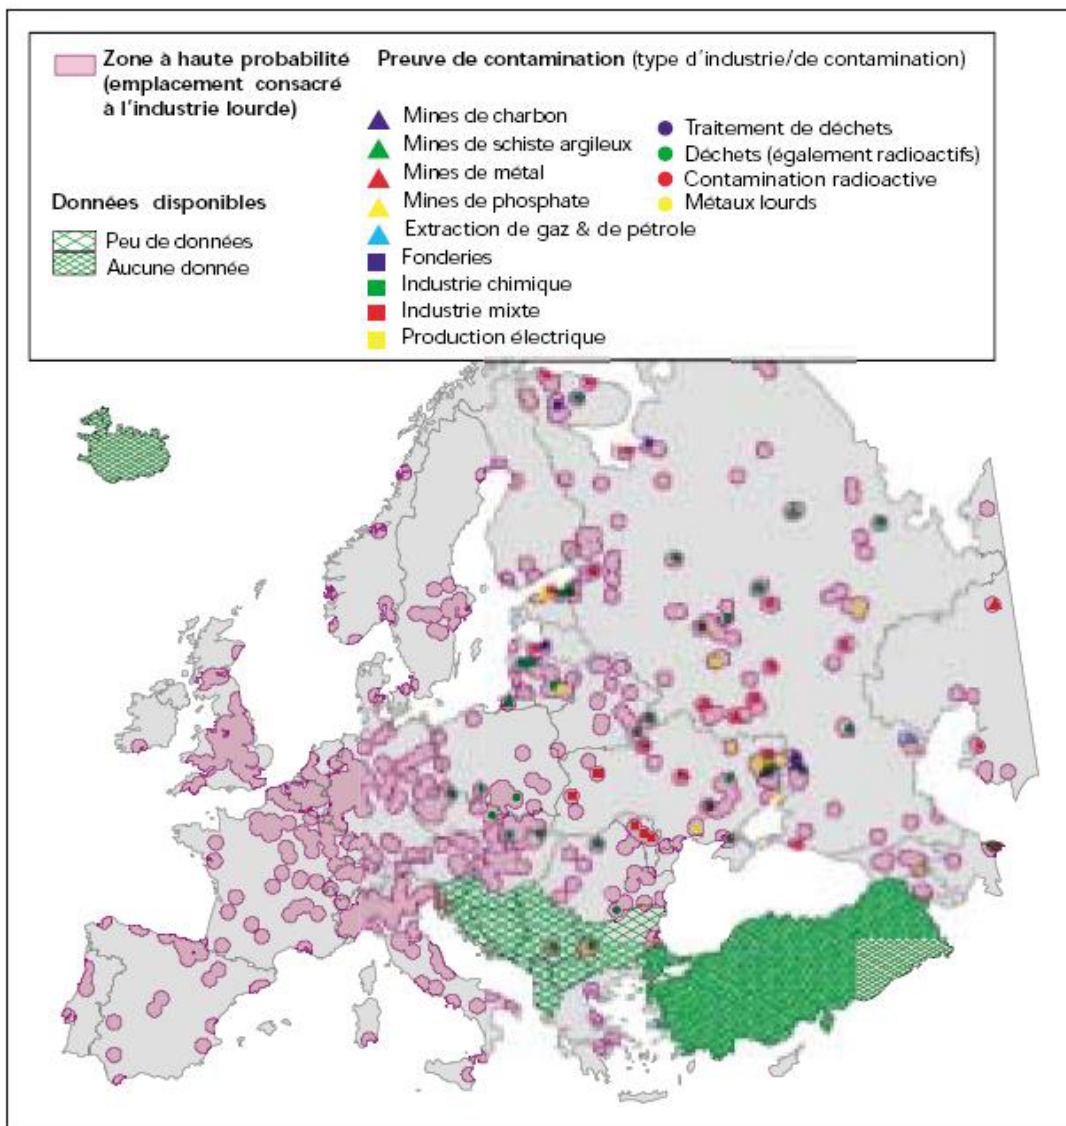 Zone à haute probabilité
(emplacement consacré
à l'industrie lourde)
Données disponibles
Peu de données
Aucune donnée
Preuve de contamination (type d´industrie/de contamination)
Mines de charbon
Mines de schiste argileux
Mines de métal
Mines de phosphate
Extraction de gaz & de pétrole
Fonderies
Industrie chimique
Industrie mixte
Production électrique
Traitement de déchets
Déchets (également radioactifs)
Contamination radioactive
Métaux lourds